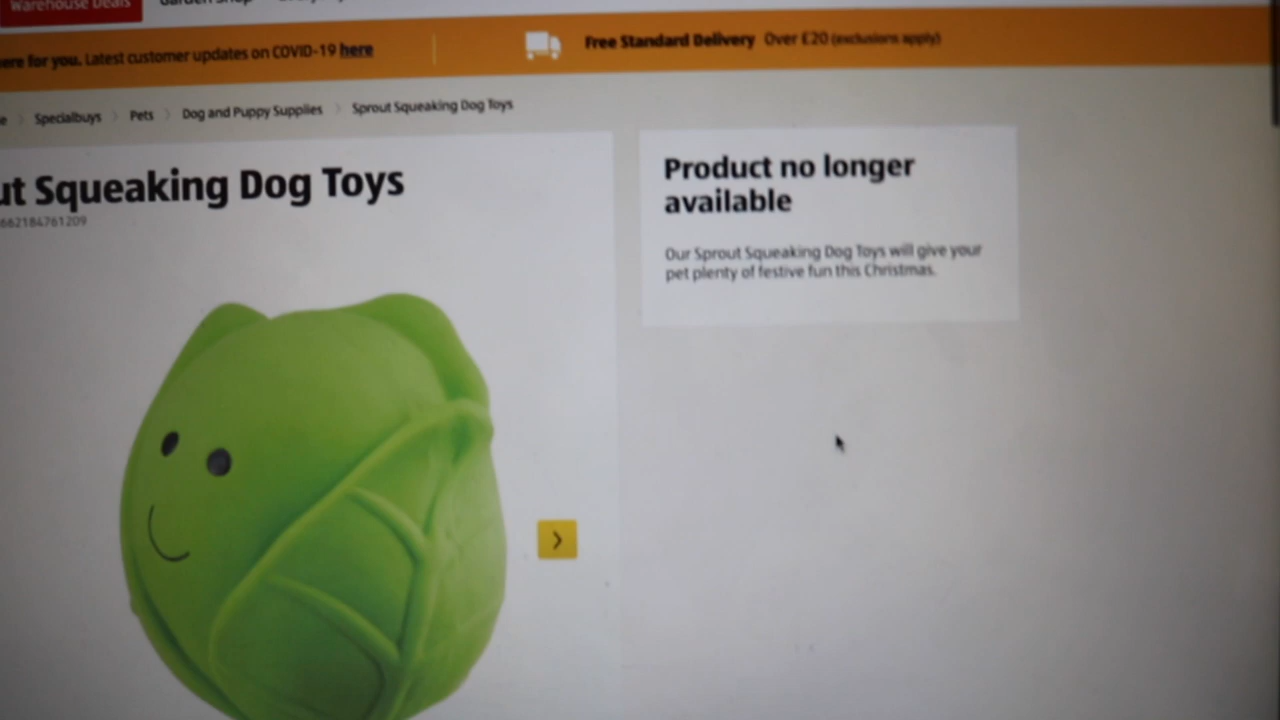 Warehouse Deals
ere for you. Latest customer updates on COVID-19 here
Free Standard Delivery Over £20 (exclusions apply)
e > Specialbuys > Pets > Dog and Puppy Supplies > Sprout Squeaking Dog Toys
ut Squeaking Dog Toys
662184761209
Product no longer
available
Our Sprout Squeaking Dog Toys will give your
pet plenty of festive fun this Christmas.